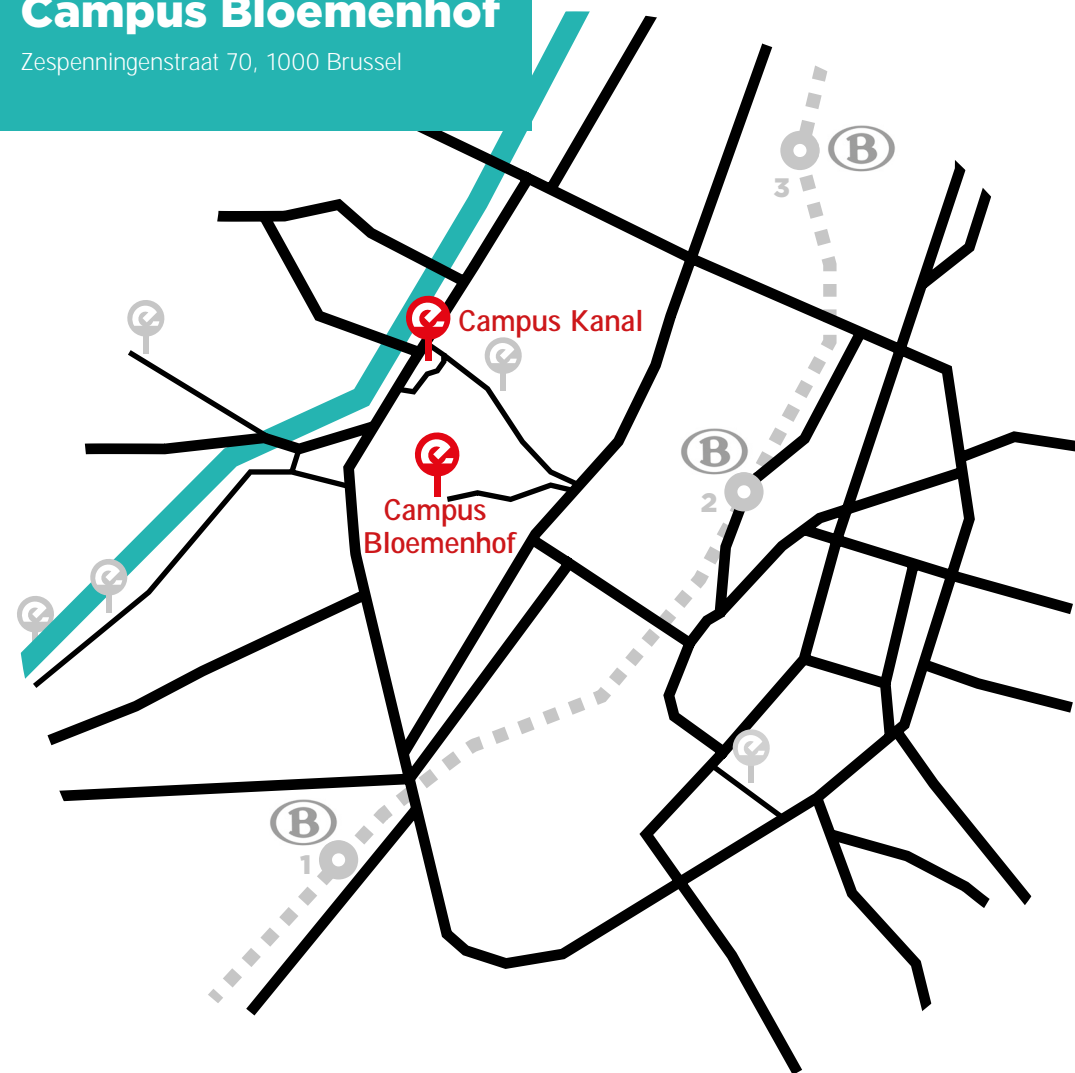 Campus Bloemenhof
Zespenningenstraat 70, 1000 Brussel
B
3
Campus Kanal
B
2
Campus
Bloemenhof
B
1